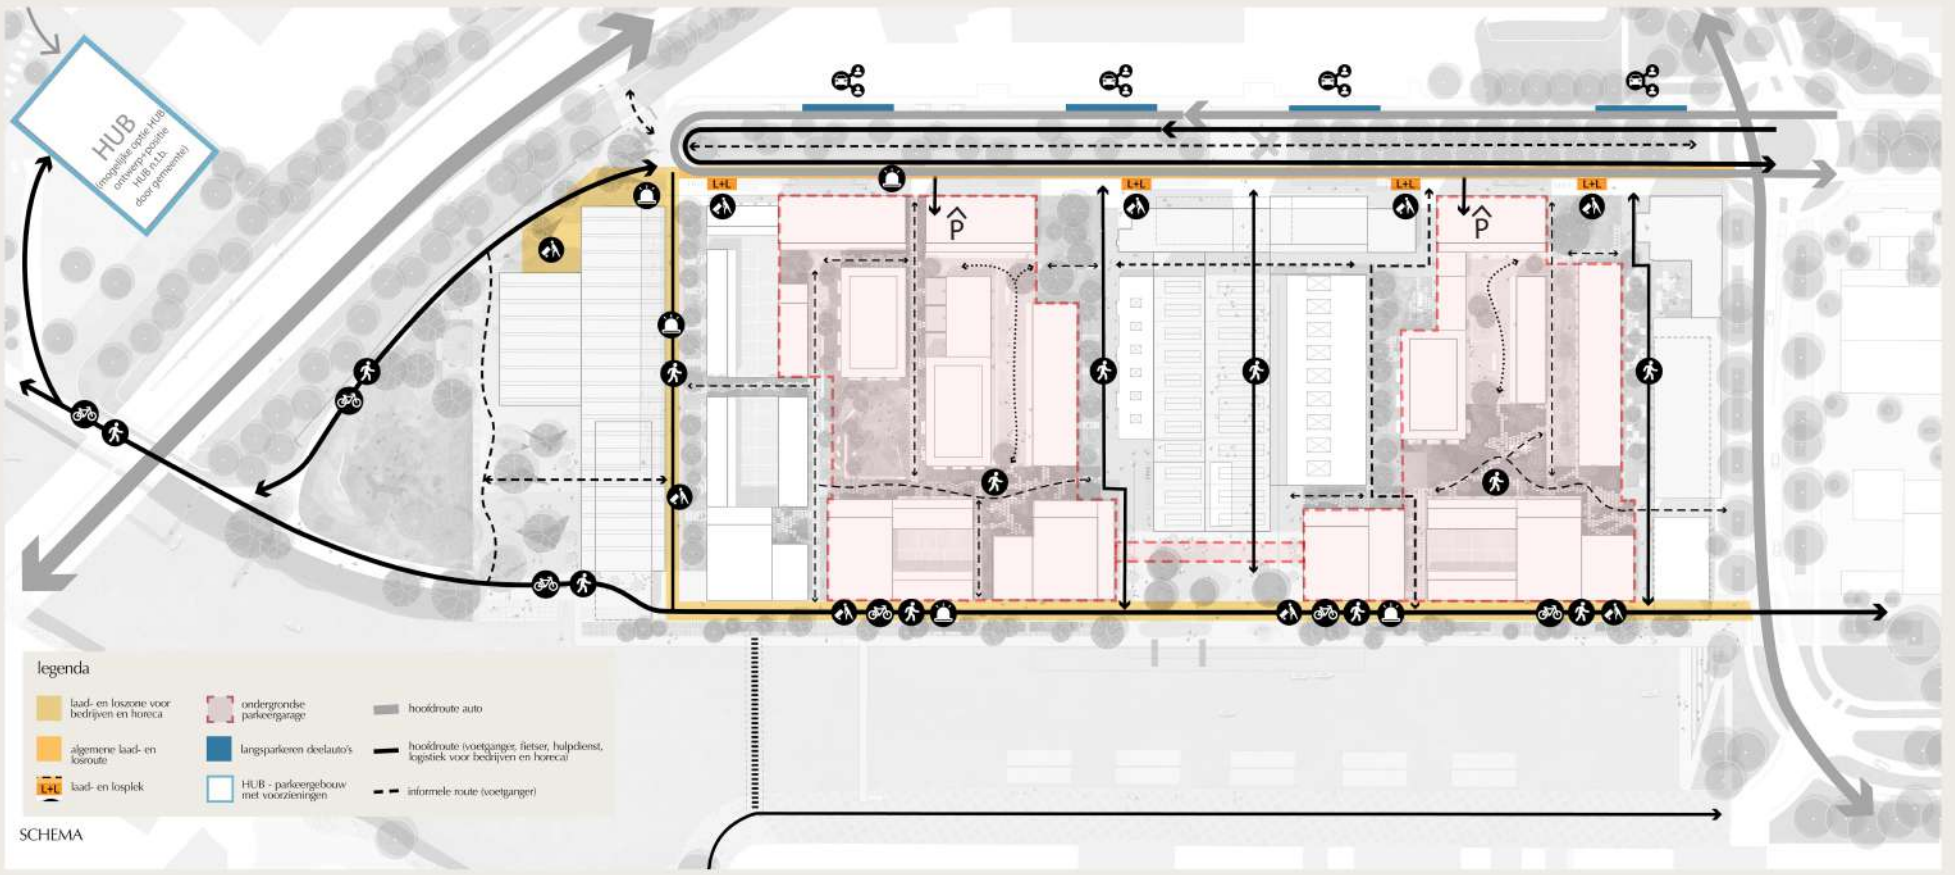 HUB
(mogelijke optie HUB
ontwerp+positie
HUB n.t.b.
door gemeente)
L+L
L+L
L+L
L+L
P
P
legenda
laad- en loszone voor
bedrijven en horeca
algemene laad- en
losroute
L+L
laad- en losplek
ondergrondse
parkeergarage
langsparkeren deelauto's
HUB - parkeergebouw
met voorzieningen
hoofdroute auto
hoofdroute (voetganger, fietser, hulpdienst,
logistiek voor bedrijven en horeca)
informele route (voetganger)
SCHEMA